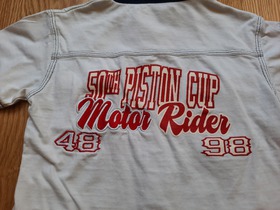 50TH PISTON CUP
Motor Rider
48 98